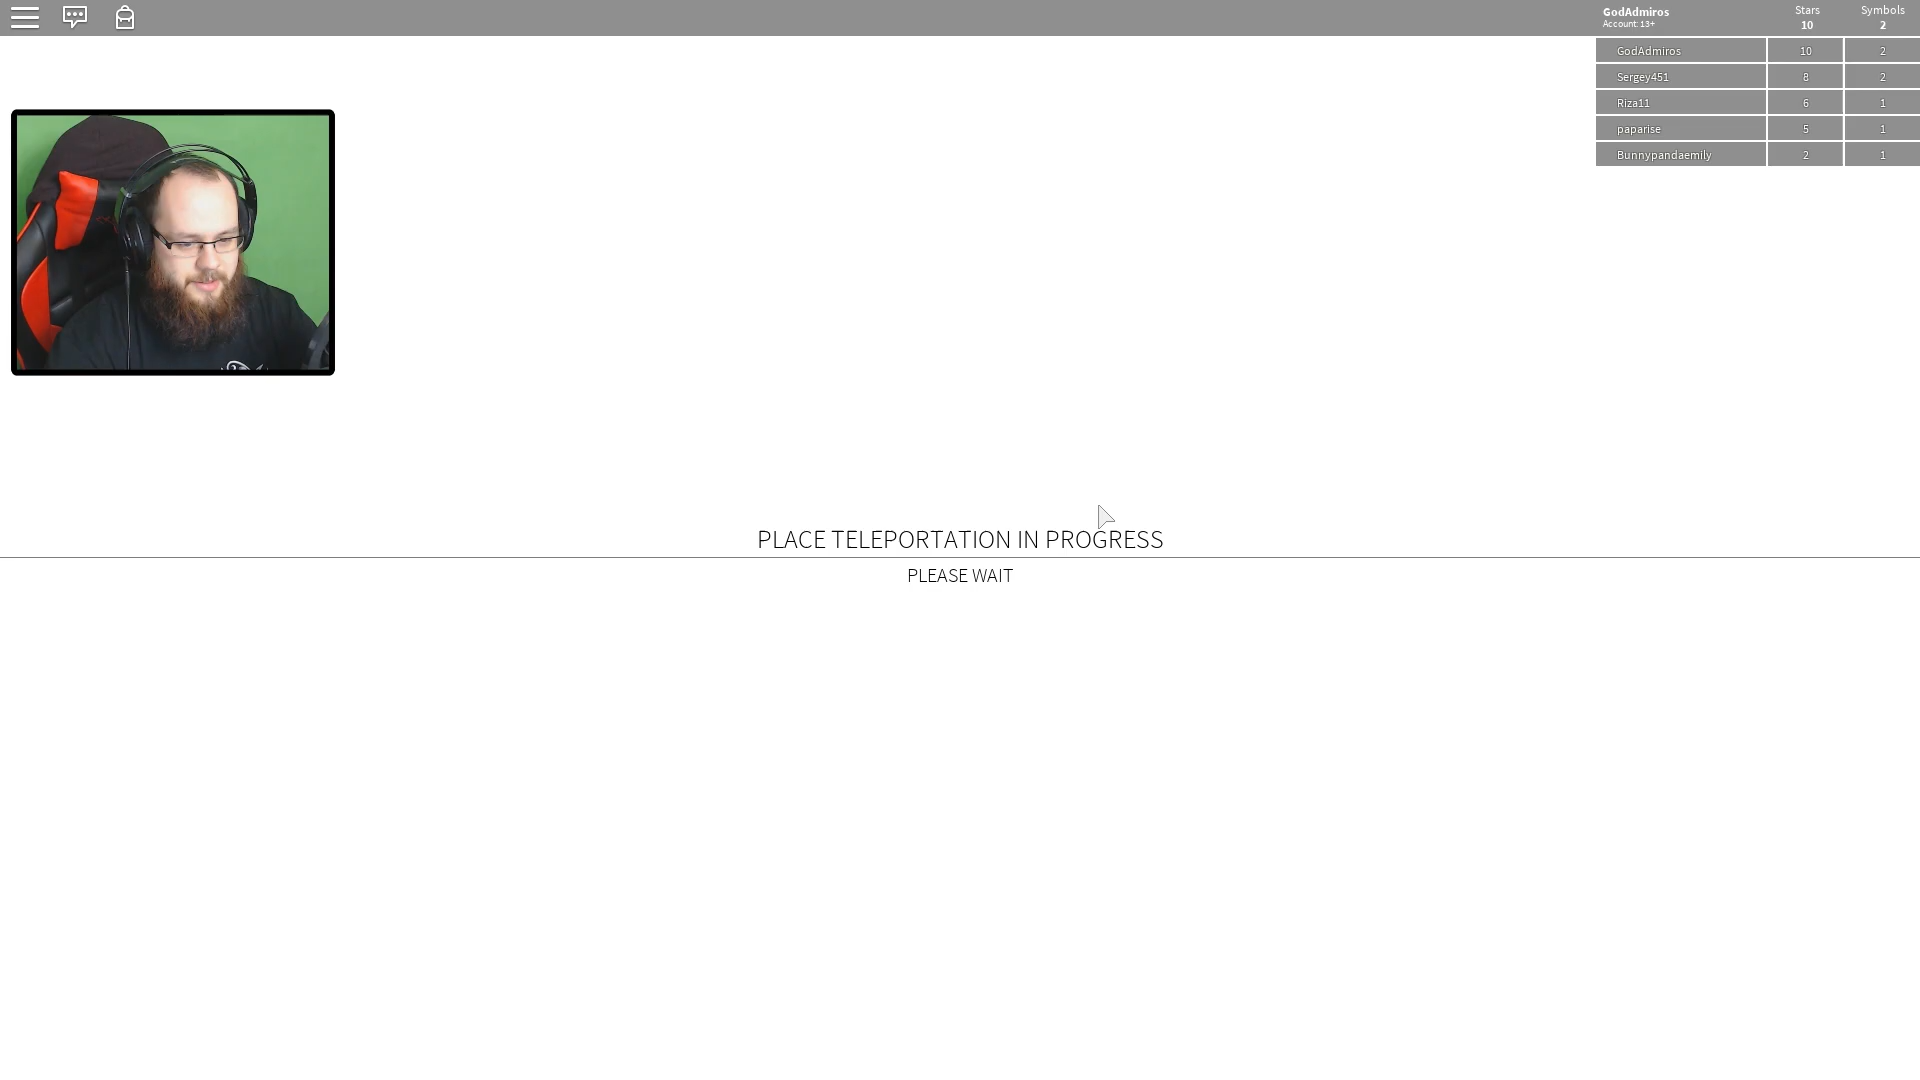 GodAdmiros Stars Symbols
Account: 13+ 10 2
GodAdmiros 10 2
Sergey451 8 2
Riza11 6 1
paparise 5 1
Bunnypandaemily 2 1
PLACE TELEPORTATION IN PROGRESS
PLEASE WAIT